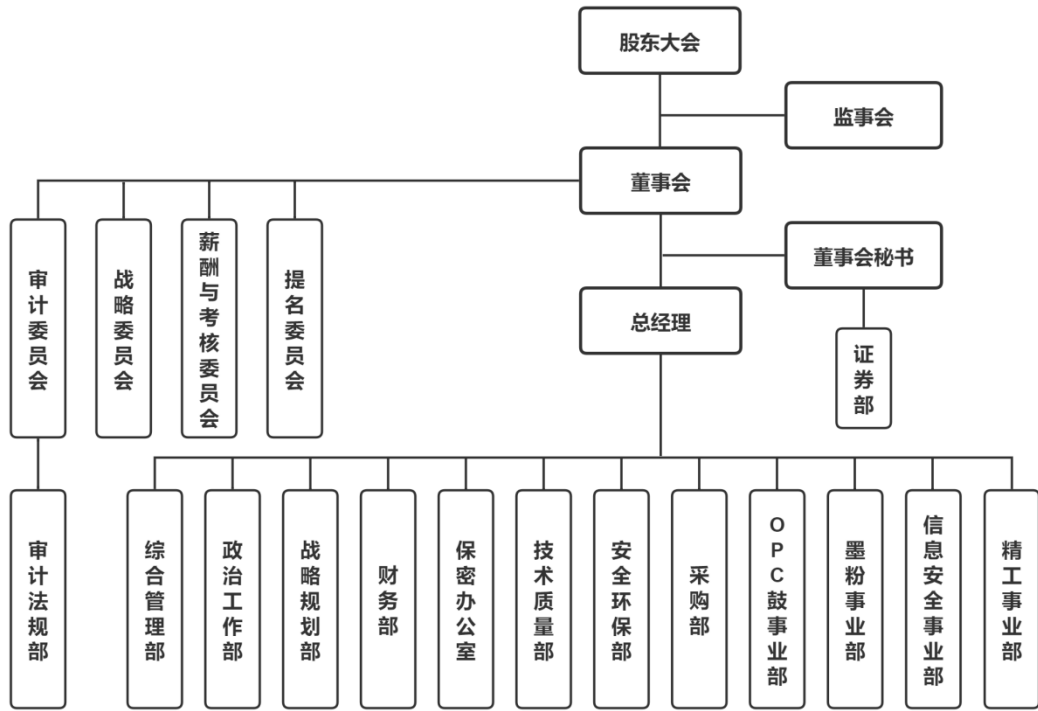 股东大会
监事会
董事会
董事会秘书
总经理
证券部
审计委员会
战略委员会
薪酬与考核委员会
提名委员会
审计法规部
综合管理部
政治工作部
战略规划部
财务部
保密办公室
技术质量部
安全环保部
采购部
OPC鼓事业部
墨粉事业部
信息安全事业部
精工事业部